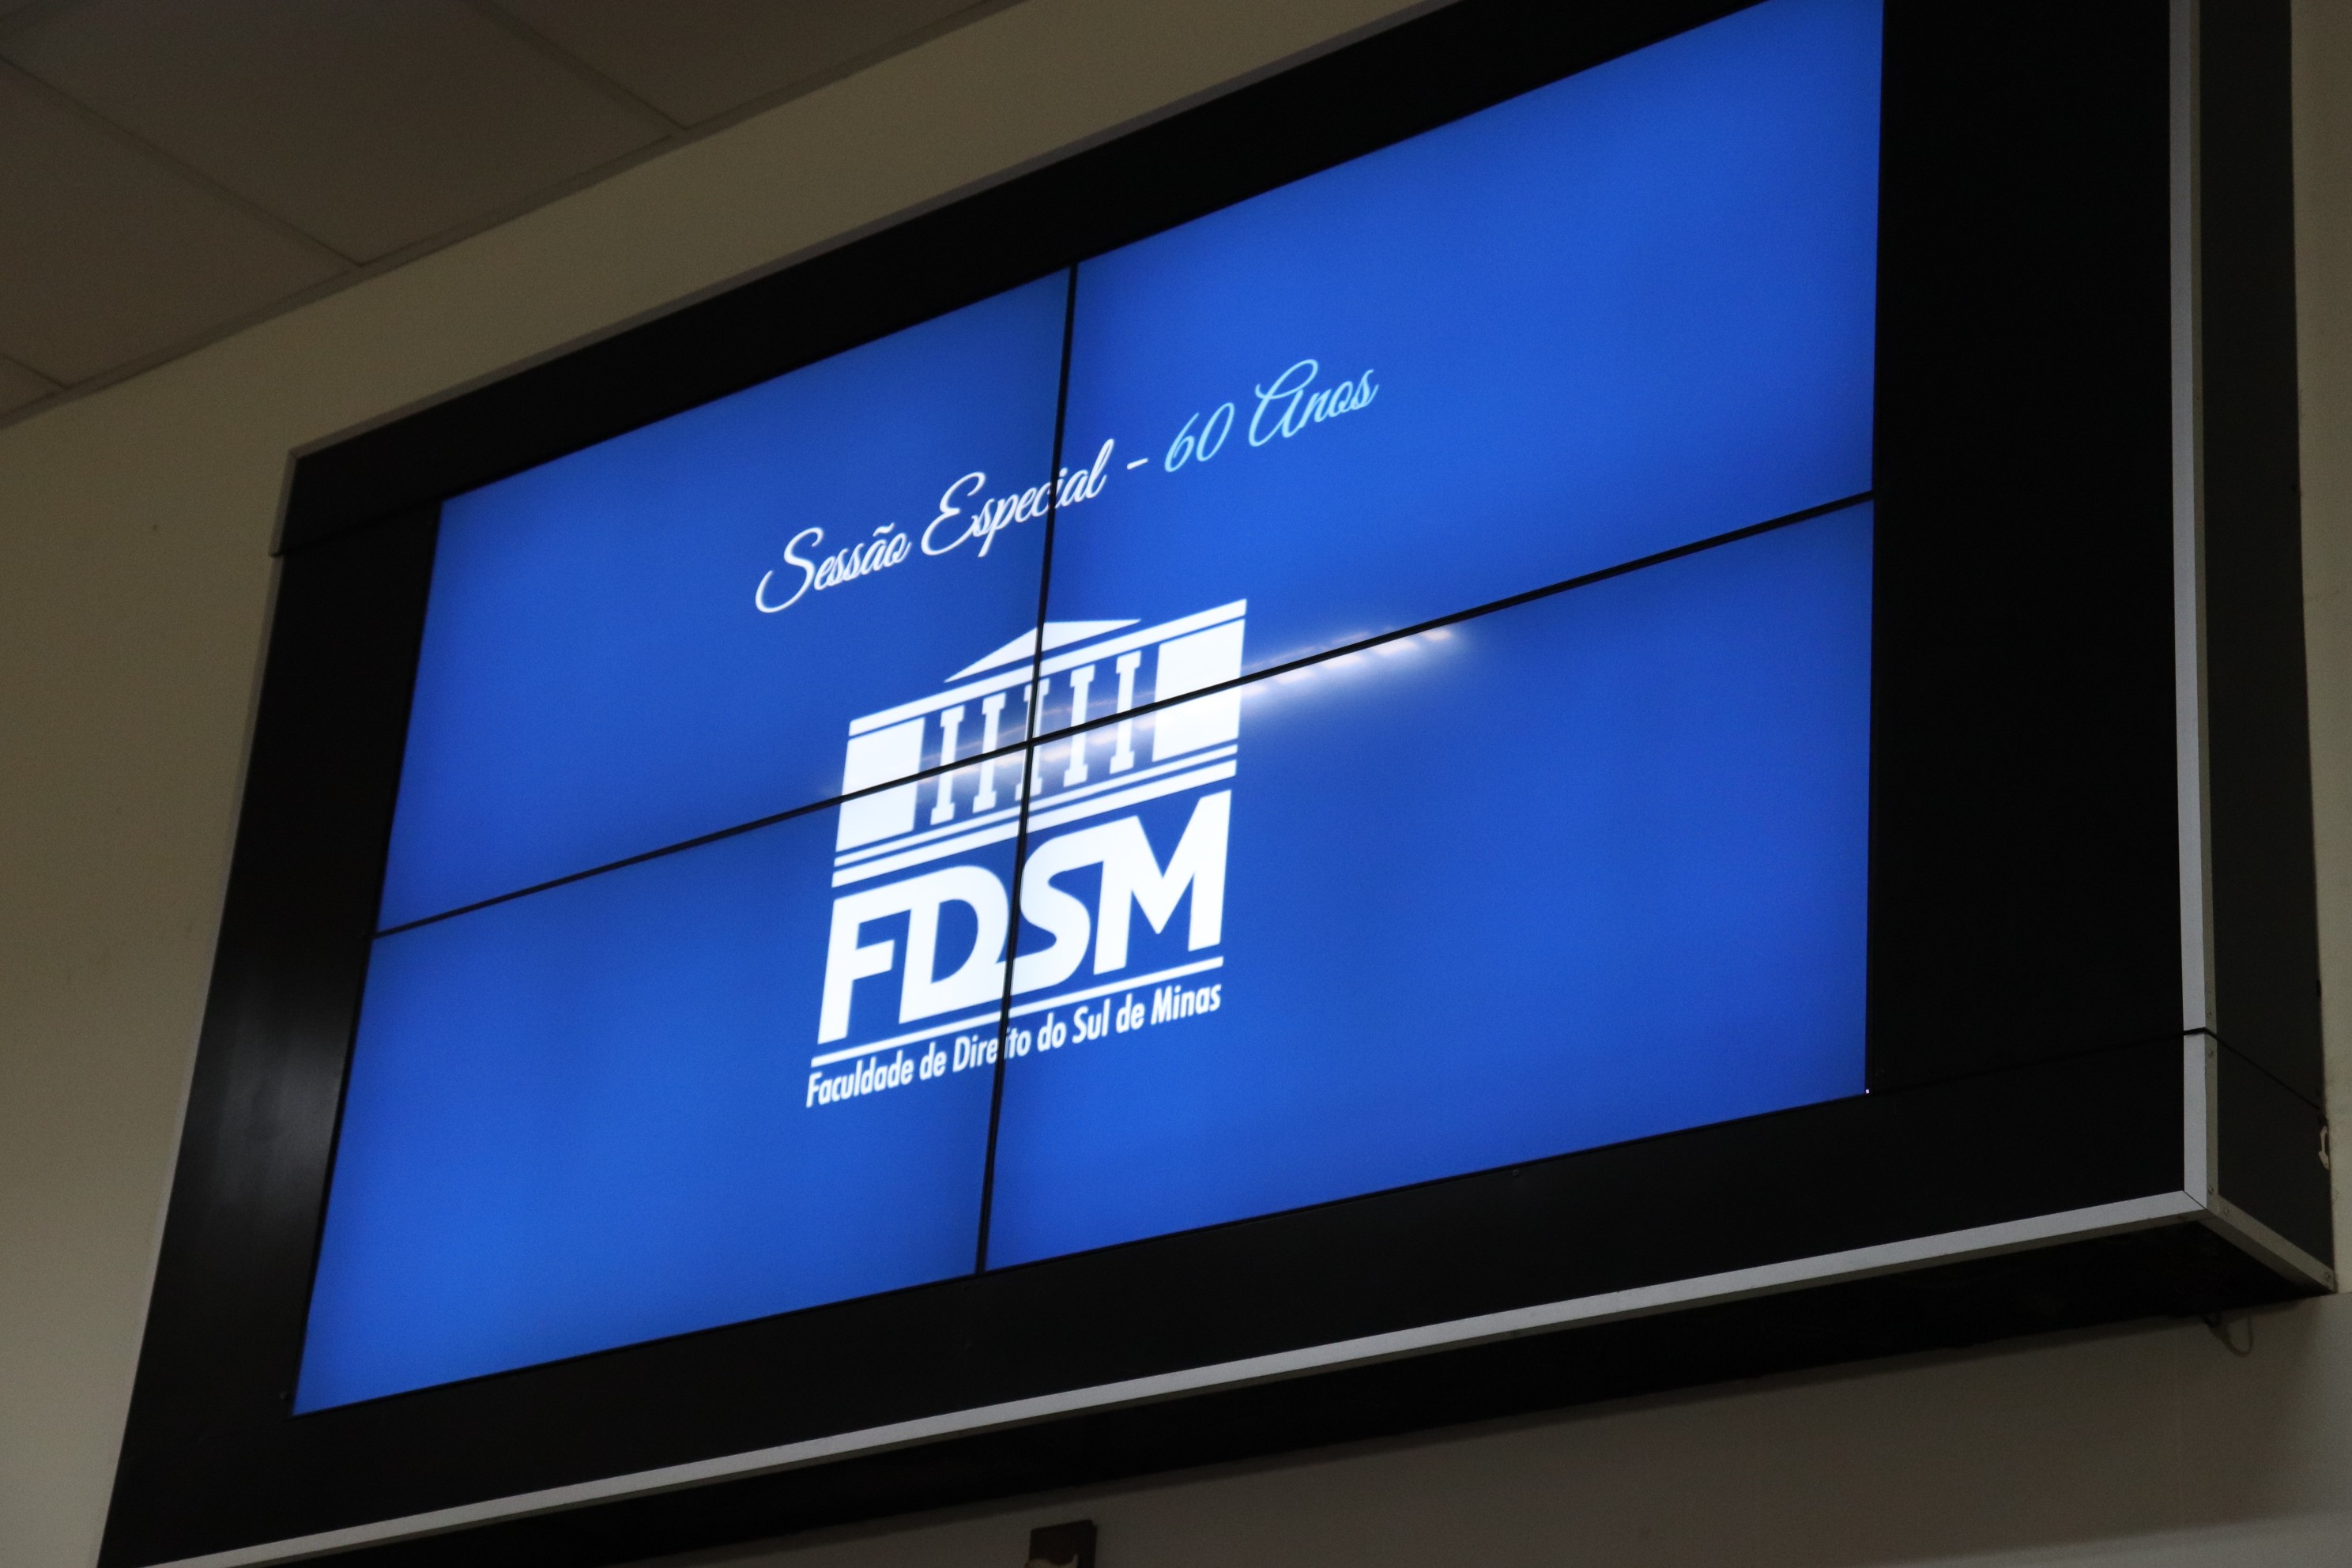 Sessão Especial - 60 Anos
FDSM
Faculdade de Direito do Sul de Minas